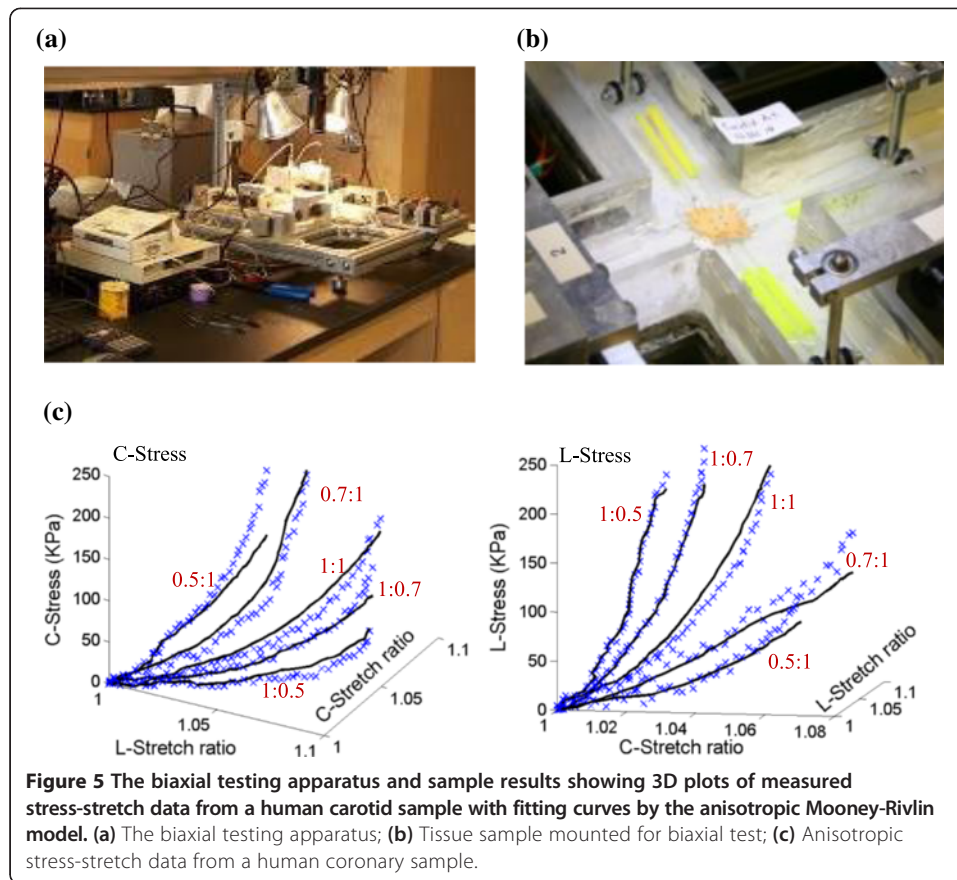 (a)
(b)
2
(c)
C-Stress
C-Stress (KPa)
250
200
150
100
50
0
0.5:1
0.7:1
1:1
1:0.7
1:0.5
1
1.05
1.1
L-Stretch ratio
1
1.05
1.1
C-Stretch ratio
L-Stress
L-Stress (KPa)
250
200
150
100
50
0
1:0.5
1:0.7
1:1
0.7:1
0.5:1
1
1.02
1.04
1.06
1.08
C-Stretch ratio
1
1.05
1.1
L-Stretch ratio
Figure 5 The biaxial testing apparatus and sample results showing 3D plots of measured
stress-stretch data from a human carotid sample with fitting curves by the anisotropic Mooney-Rivlin
model. (a) The biaxial testing apparatus; (b) Tissue sample mounted for biaxial test; (c) Anisotropic
stress-stretch data from a human coronary sample.